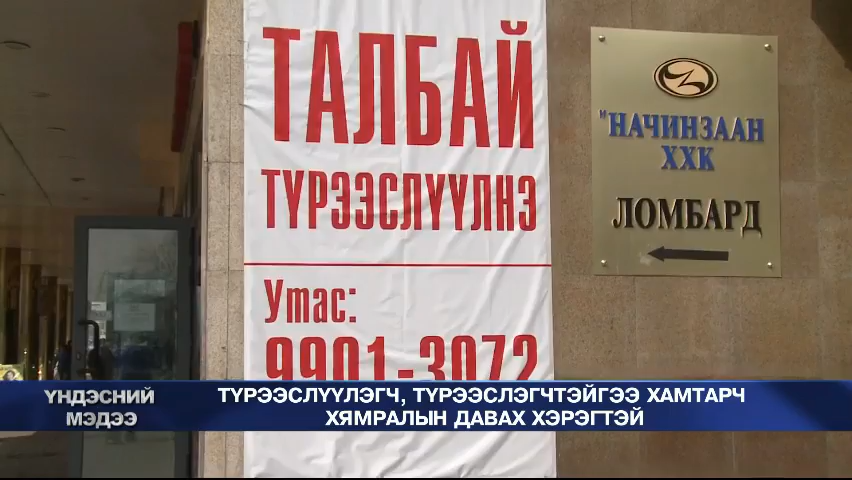 ТАЛБАЙ
ТҮРЭЭСЛҮҮЛНЭ
Утас:
9901-3072
"НАЧИНЗААН
ХХК
ЛОМБАРД
ҮНДЭСНИЙ
МЭДЭЭ
ТҮРЭЭСЛҮҮЛЭГЧ, ТҮРЭЭСЛЭГЧТЭЙГЭЭ ХАМТАРЧ
ХЯМРАЛЫН ДАВАХ ХЭРЭГТЭЙ